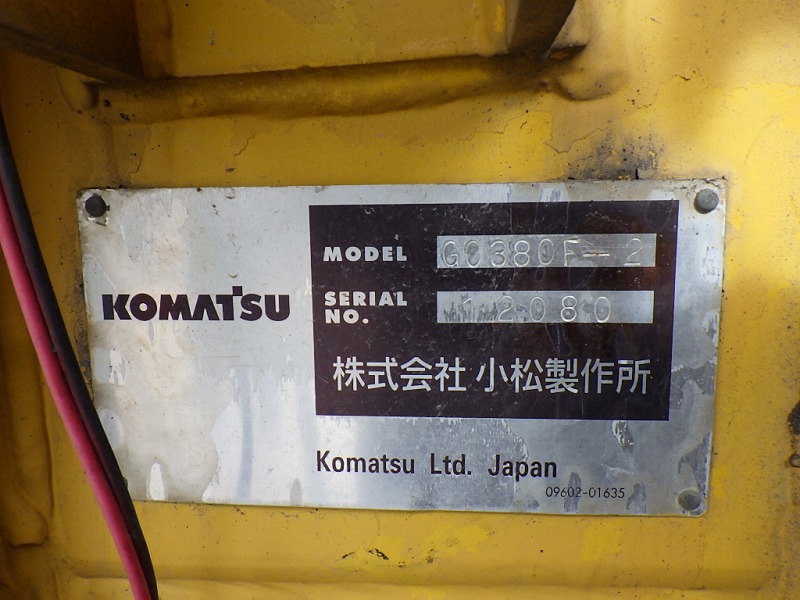 KOMATSU
MODEL GC380F-2
SERIAL NO. 12080
株式会社 小松製作所
Komatsu Ltd. Japan
09602-01635